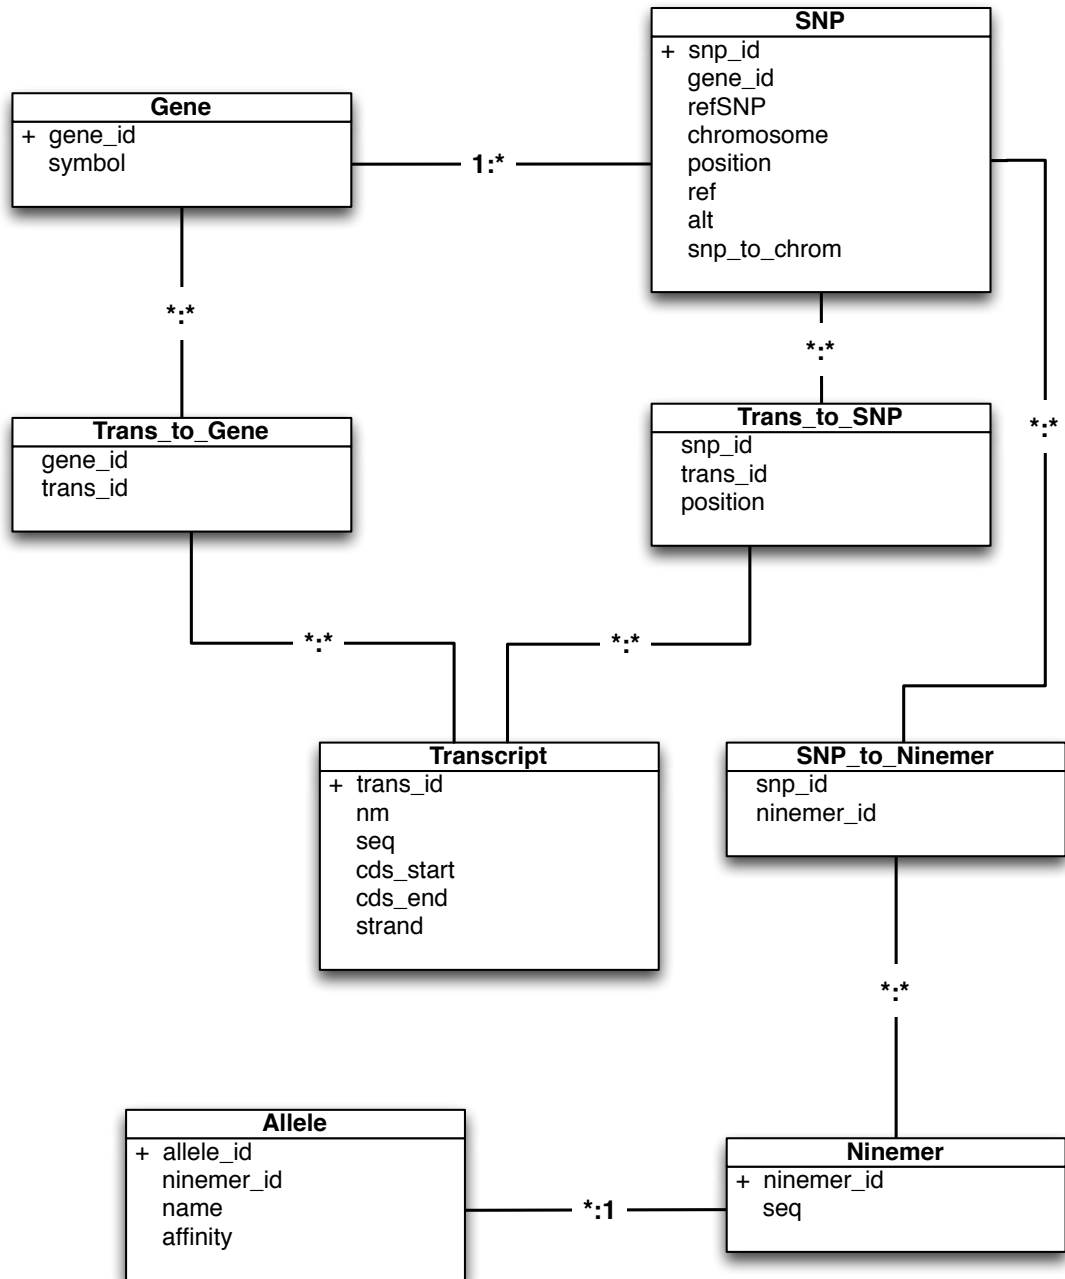 SNP
+ snp_id
gene_id
refSNP
chromosome
position
ref
alt
snp_to_chrom
Gene
+ gene_id
symbol
1:*
*:*
*:*
*:*
Trans_to_Gene
gene_id
trans_id
Trans_to_SNP
snp_id
trans_id
position
*:*
*:*
Transcript
+ trans_id
nm
seq
cds_start
cds_end
strand
SNP_to_Ninemer
snp_id
ninemer_id
*:*
Allele
+ allele_id
ninemer_id
name
affinity
*:1
Ninemer
+ ninemer_id
seq